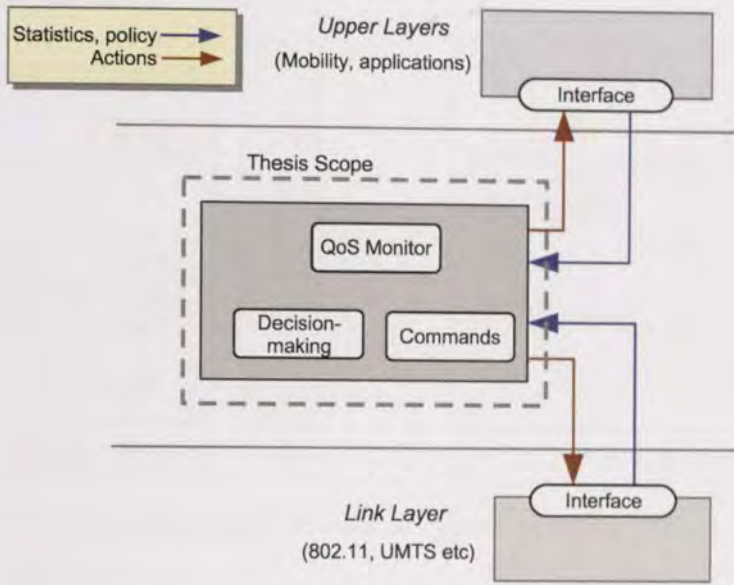 Statistics, policy
Actions
Upper Layers
(Mobility, applications)
Interface
Thesis Scope
QoS Monitor
Decision-
making
Commands
Interface
Link Layer
(802.11, UMTS etc)